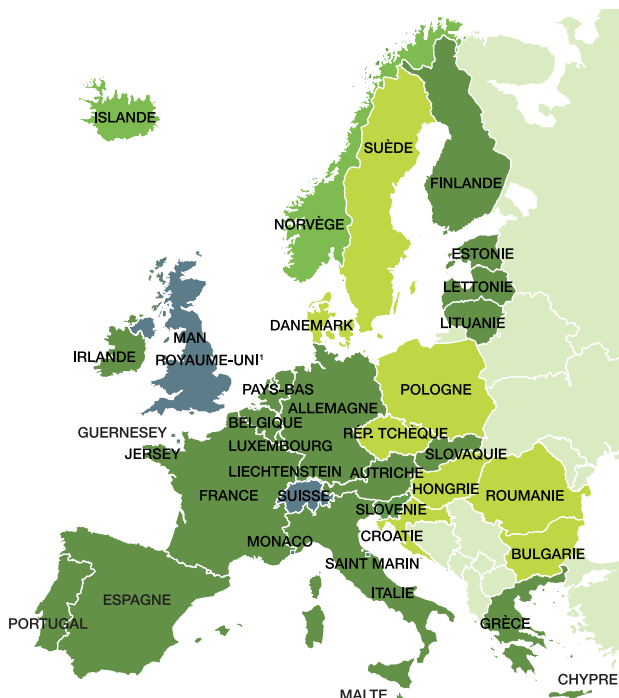 ISLANDE
SUÈDE
FINLANDE
NORVÈGE
ESTONIE
LETTONIE
LITUANIE
DANEMARK
MAN
ROYAUME-UNI¹
IRLANDE
PAYS-BAS
POLOGNE
ALLEMAGNE
BELGIQUE
GUERNESEY
RÉP. TCHÈQUE
LUXEMBOURG
JERSEY
SLOVAQUIE
LIECHTENSTEIN
AUTRICHE
HONGRIE
FRANCE
SUISSE
ROUMANIE
SLOVENIE
CROATIE
MONACO
BULGARIE
SAINT MARIN
ITALIE
ESPAGNE
PORTUGAL
GRÈCE
CHYPRE
MALTE